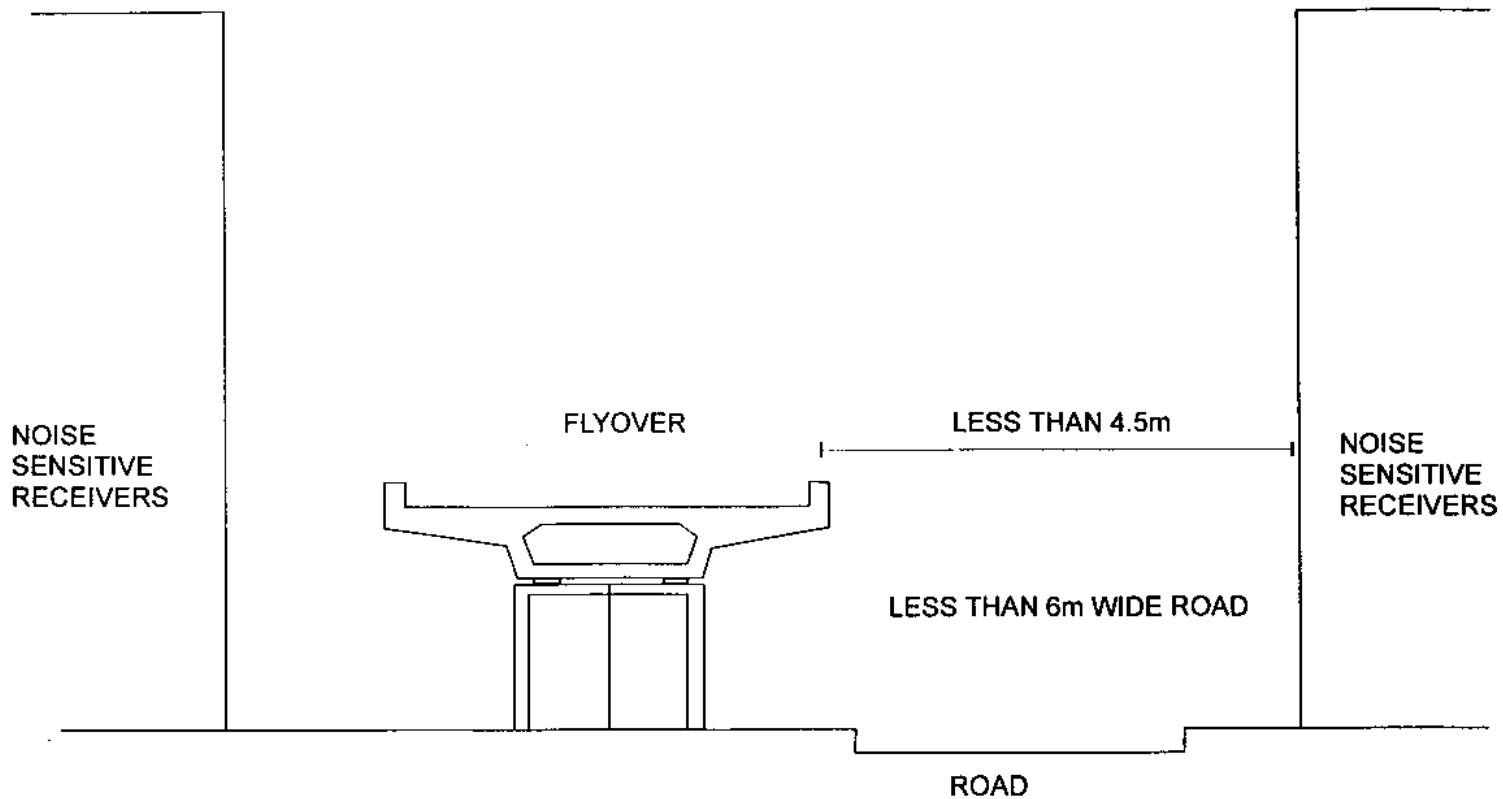 FLYOVER
LESS THAN 4.5m
NOISE
SENSITIVE
RECEIVERS
NOISE
SENSITIVE
RECEIVERS
LESS THAN 6m WIDE ROAD
ROAD